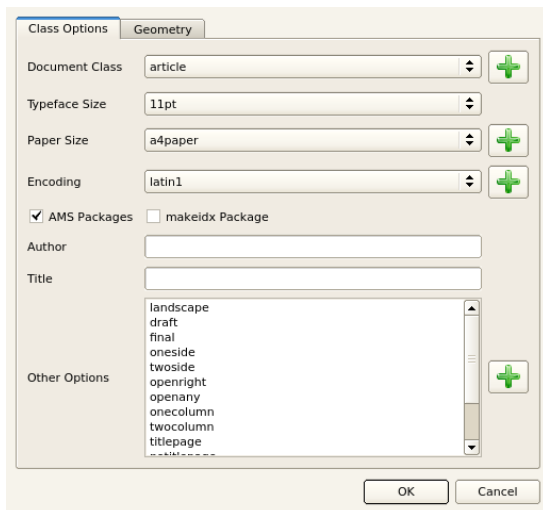 Class Options
Geometry
Document Class
article
Typeface Size
11pt
Paper Size
a4paper
Encoding
latin1
AMS Packages
makeidx Package
Author
Title
Other Options
landscape
draft
final
oneside
twoside
openright
openany
onecolumn
twocolumn
titlepage
OK
Cancel